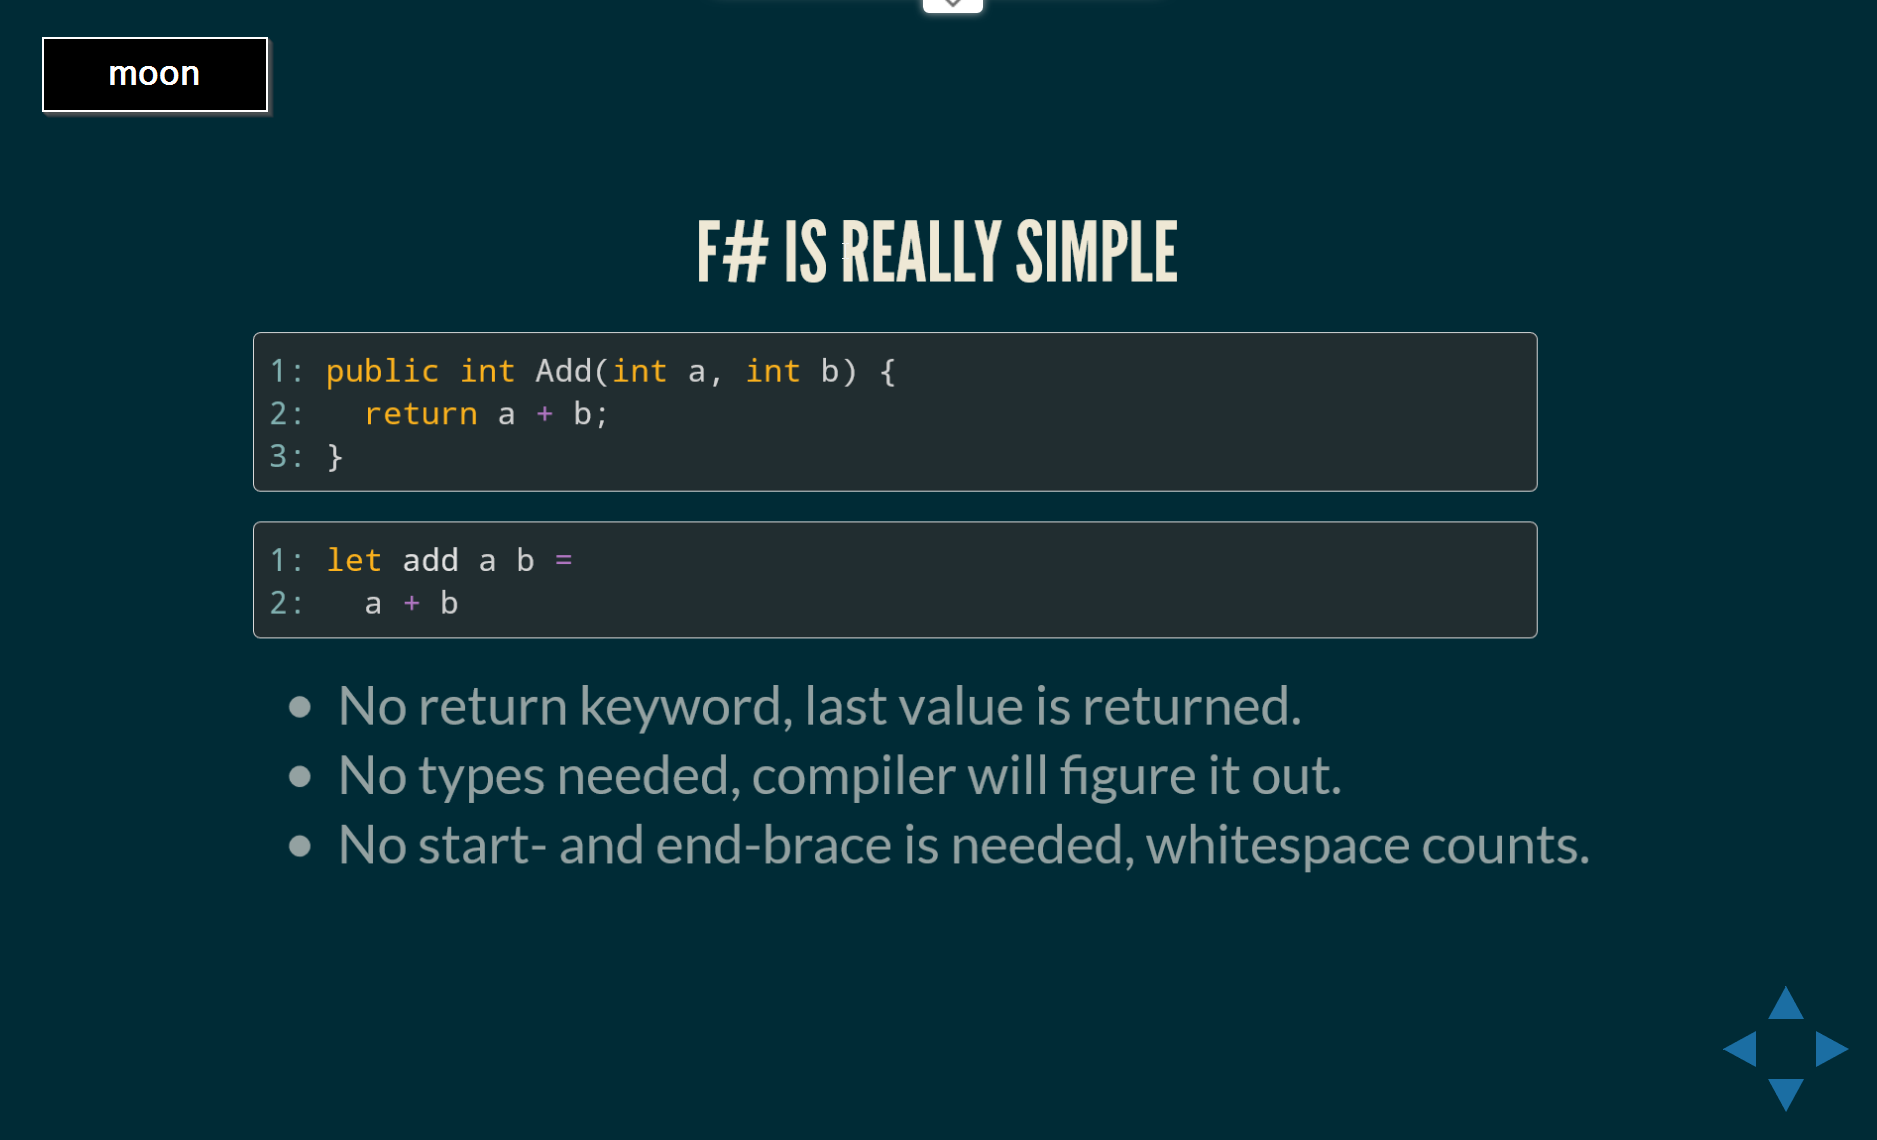 moon
F# IS REALLY SIMPLE
1: public int Add(int a, int b) {
2:   return a + b;
3: }
1: let add a b =
2:   a + b
• No return keyword, last value is returned.
• No types needed, compiler will figure it out.
• No start- and end-brace is needed, whitespace counts.